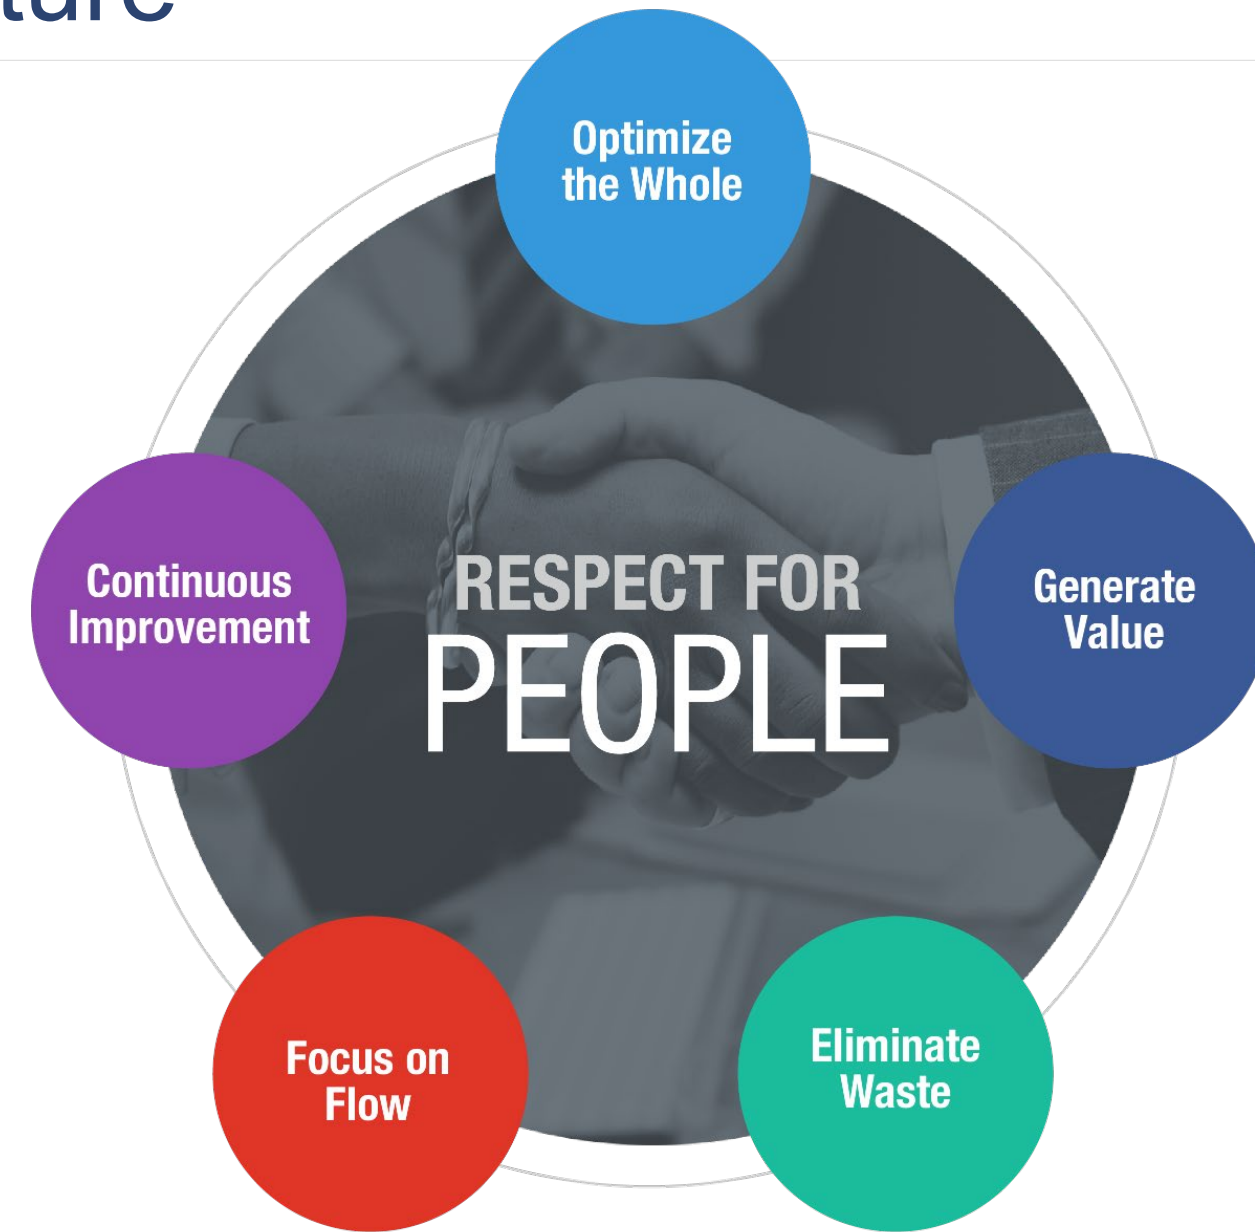 Optimize
the Whole
Generate
Value
Eliminate
Waste
Focus on
Flow
Continuous
Improvement
RESPECT FOR
PEOPLE